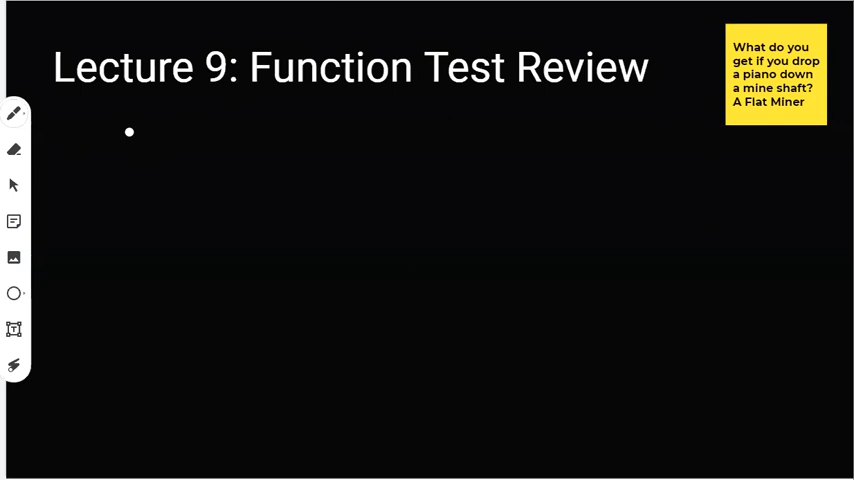 Lecture 9: Function Test Review
What do you
get if you drop
a piano down
a mine shaft?
A Flat Miner